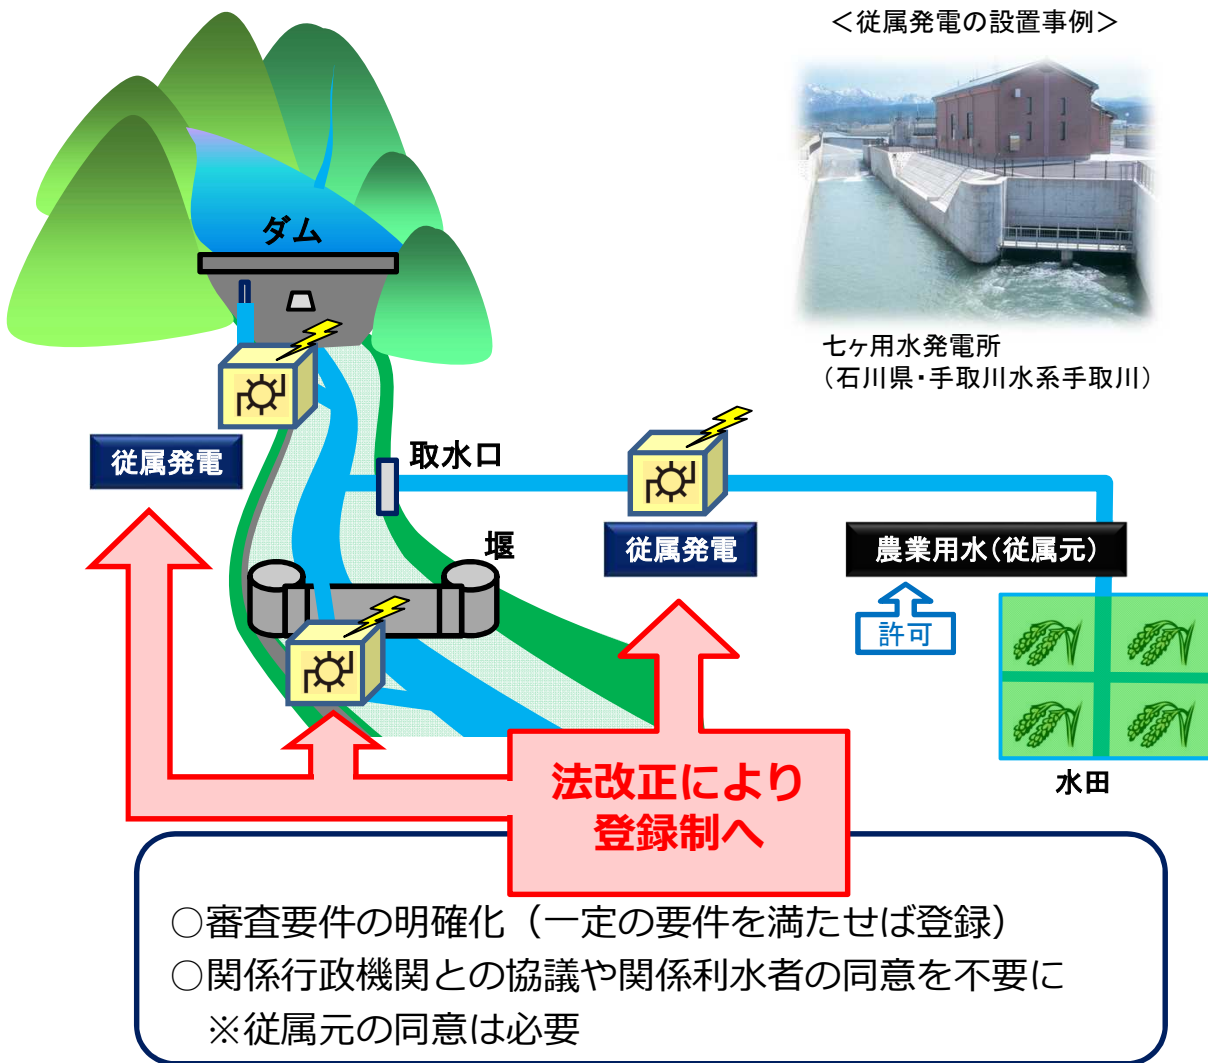 ＜従属発電の設置事例＞
ダム
七ヶ用水発電所
（石川県・手取川水系手取川）
従属発電
取水口
堰
従属発電
農業用水（従属元）
許可
水田
法改正により
登録制へ
○審査要件の明確化（一定の要件を満たせば登録）
○関係行政機関との協議や関係利水者の同意を不要に
※従属元の同意は必要